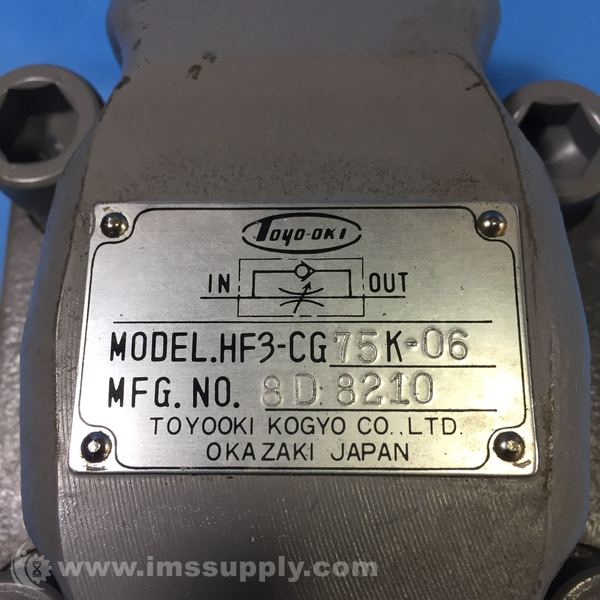 TOYO-OKI
IN OUT
MODEL.HF3-CG75K-06
MFG.NO. 8D 8210
TOYOOKI KOGYO CO.,LTD.
OKAZAKI JAPAN
www.imssupply.com